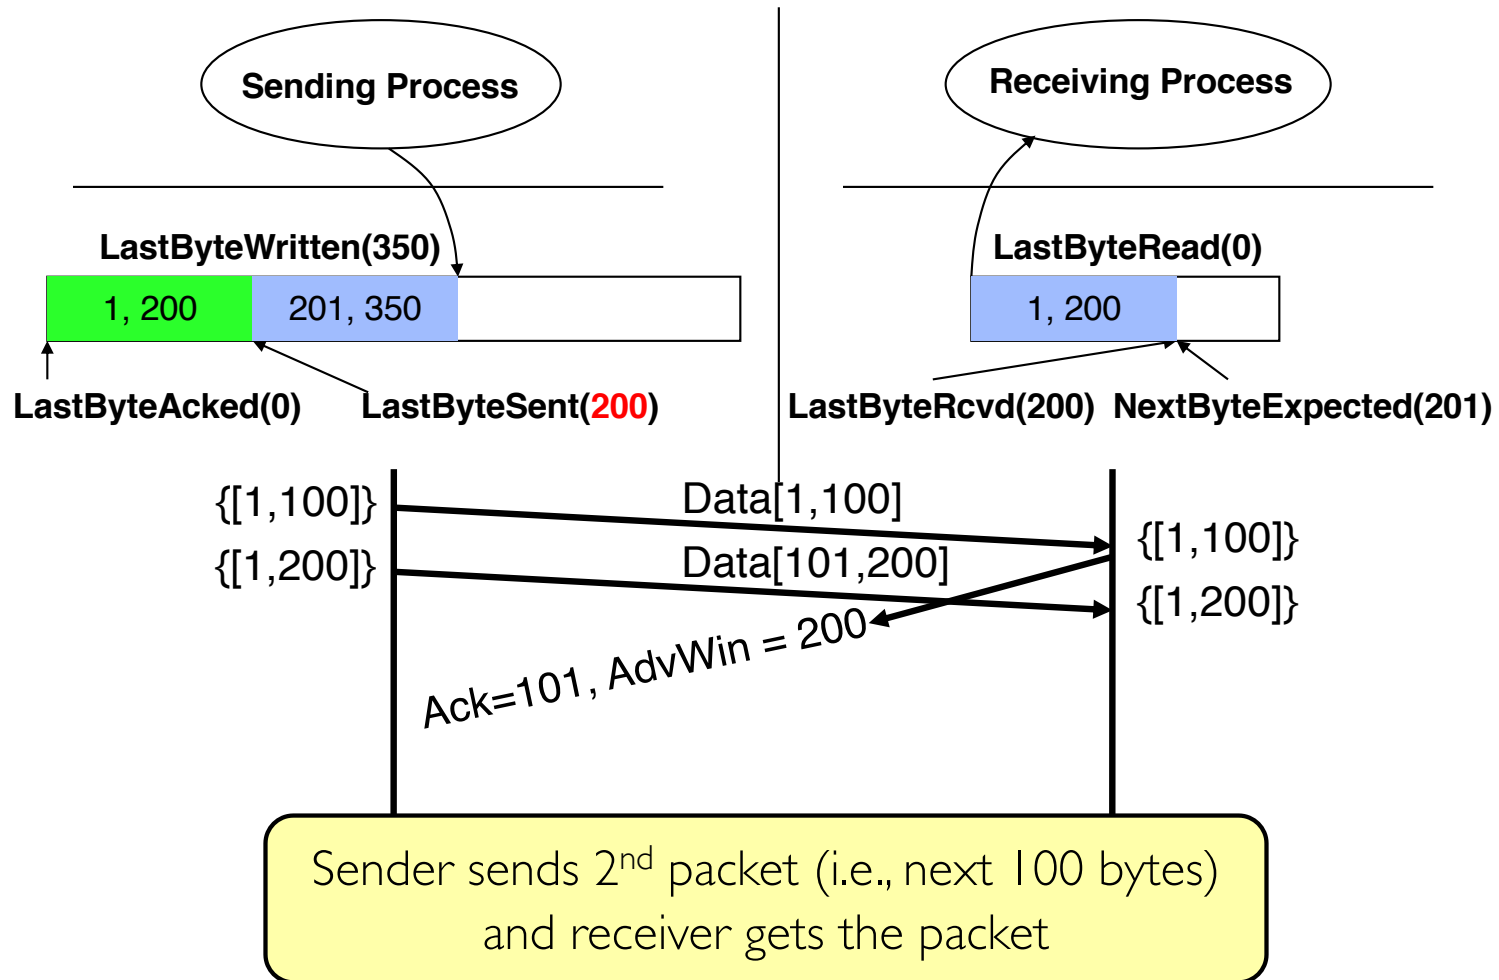 Sending Process
Receiving Process
LastByteWritten(350)
LastByteRead(0)
1, 200
201, 350
1, 200
LastByteAcked(0)
LastByteSent(200)
LastByteRcvd(200)
NextByteExpected(201)
{[1,100]}
Data[1,100]
{[1,100]}
{[1,200]}
Data[101,200]
{[1,200]}
Ack=101, AdvWin = 200
Sender sends 2nd packet (i.e., next 100 bytes)
and receiver gets the packet